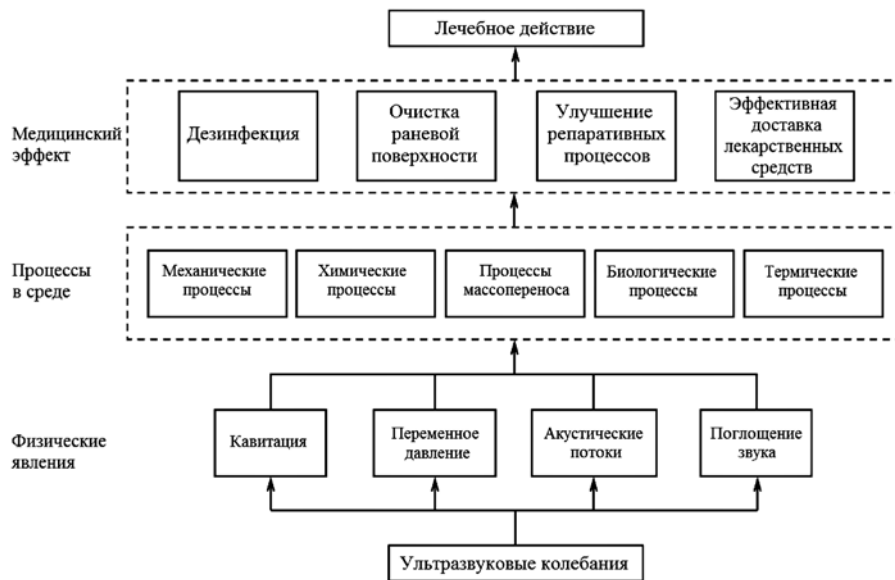 Лечебное действие
Медицинский
эффект
Дезинфекция
Очистка
раневой
поверхности
Улучшение
репаративных
процессов
Эффективная
доставка
лекарственных
средств
Процессы
в среде
Механические
процессы
Химические
процессы
Процессы
массопереноса
Биологические
процессы
Термические
процессы
Физические
явления
Кавитация
Переменное
давление
Акустические
потоки
Поглощение
звука
Ультразвуковые колебания